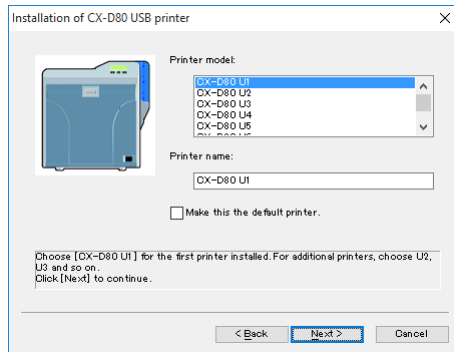 Installation of CX-D80 USB printer
Printer model:
CX-D80 U1
CX-D80 U2
CX-D80 U3
CX-D80 U4
CX-D80 U5
Printer name:
CX-D80 U1
Make this the default printer.
Choose [CX-D80 U1] for the first printer installed. For additional printers, choose U2,
U3 and so on.
Click [Next] to continue.
< Back
Next >
Cancel